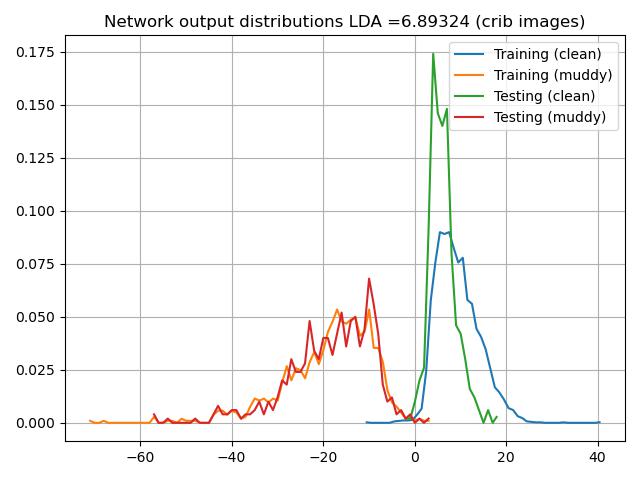 Network output distributions LDA =6.89324 (crib images)
Training (clean)
Training (muddy)
Testing (clean)
Testing (muddy)
0.175
0.150
0.125
0.100
0.075
0.050
0.025
0.000
−60 −40 −20 0 20 40